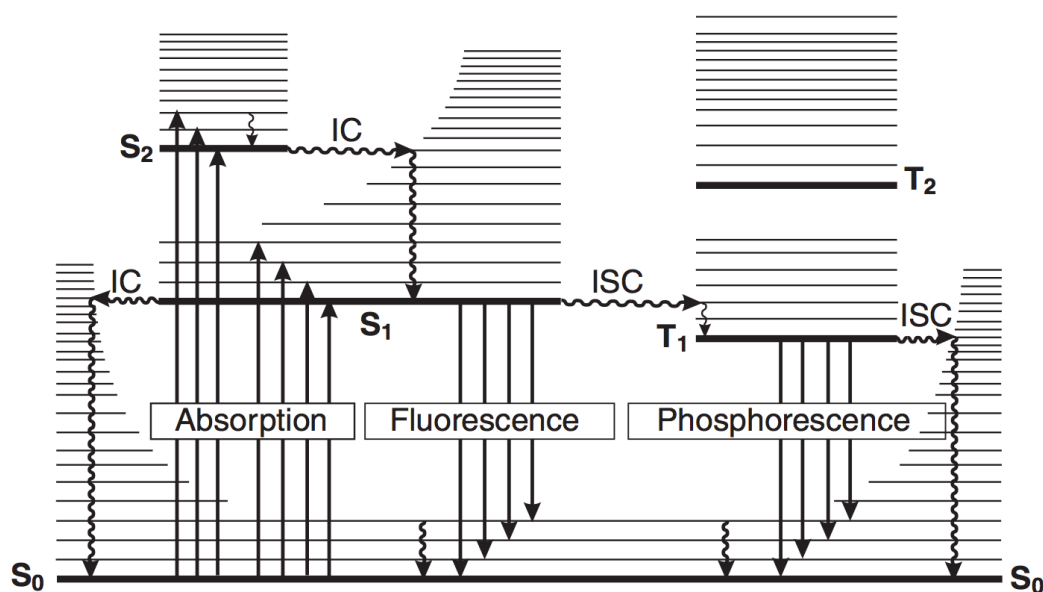 IC
S2
T2
IC
ISC
S1
T1
ISC
Absorption
Fluorescence
Phosphorescence
S0
S0